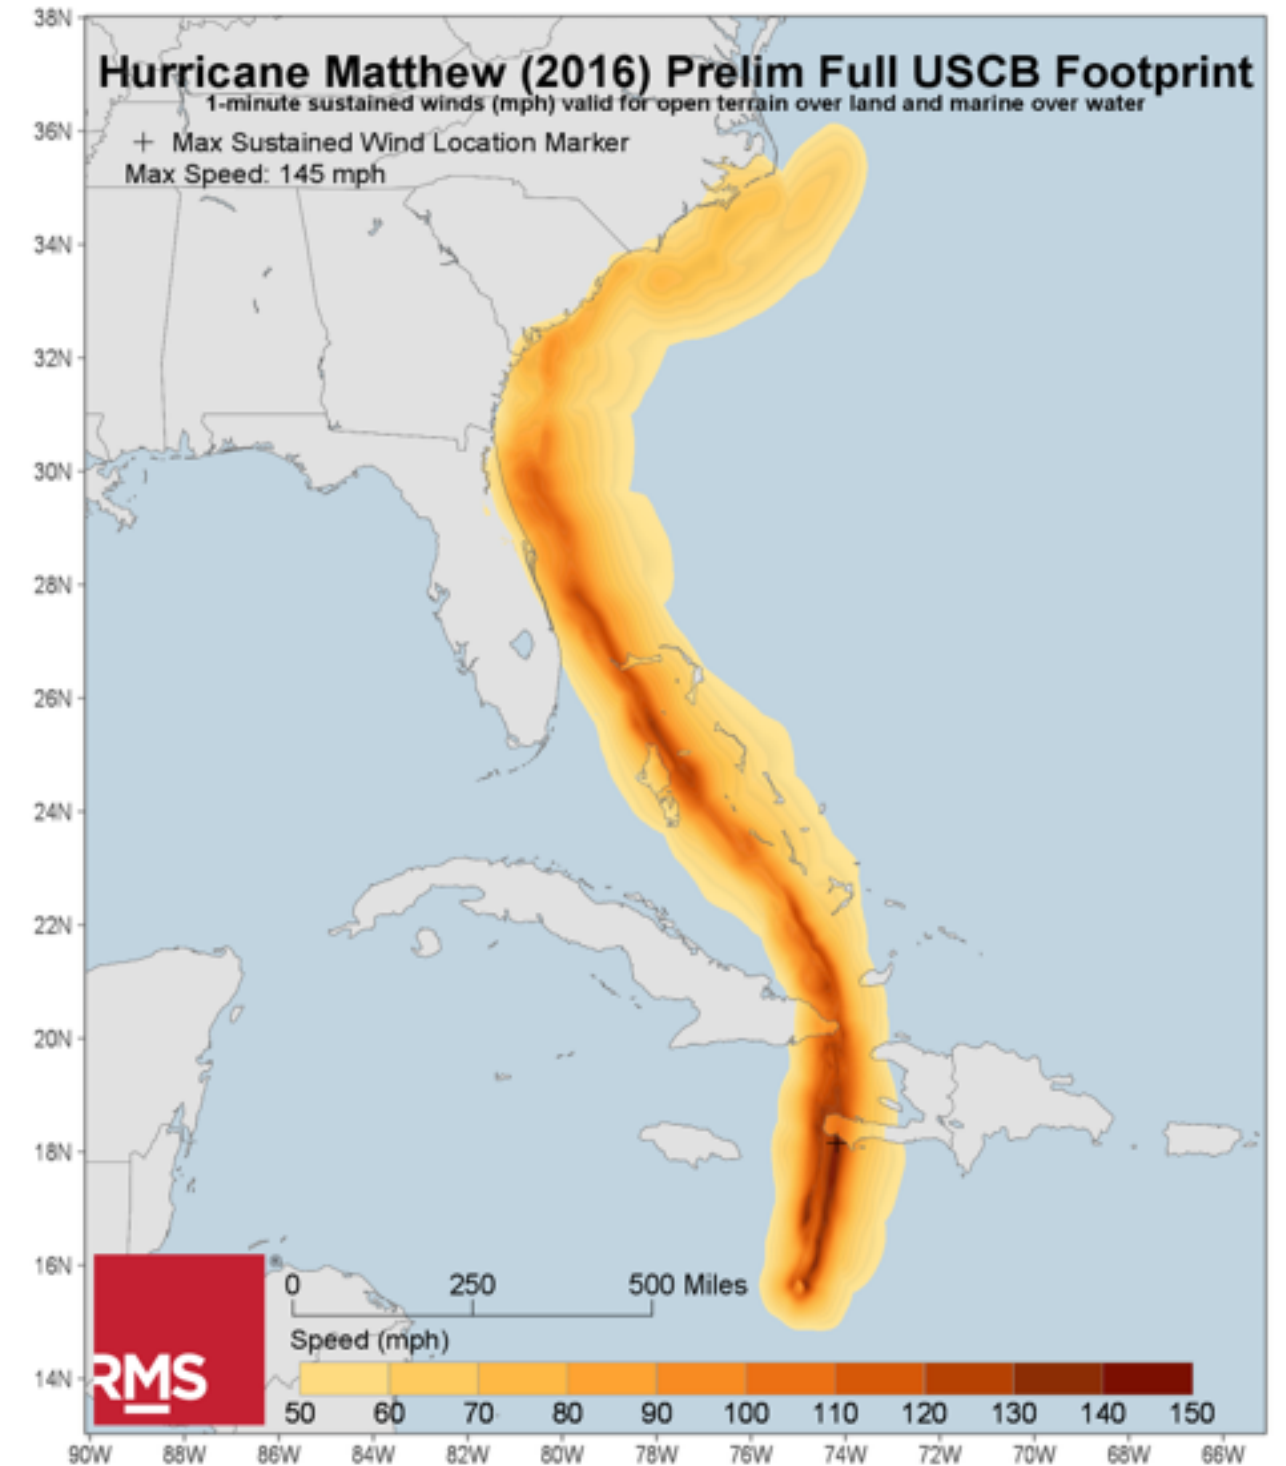 38N
Hurricane Matthew (2016) Prelim Full USCB Footprint
1-minute sustained winds (mph) valid for open terrain over land and marine over water
36N
+ Max Sustained Wind Location Marker
Max Speed: 145 mph
34N
32N
30N
28N
26N
24N
22N
20N
18N
16N
0 250 500 Miles
Speed (mph)
RMS
®
14N
50 60 70 80 90 100 110 120 130 140 150
90W 88W 86W 84W 82W 80W 78W 76W 74W 72W 70W 68W 66W